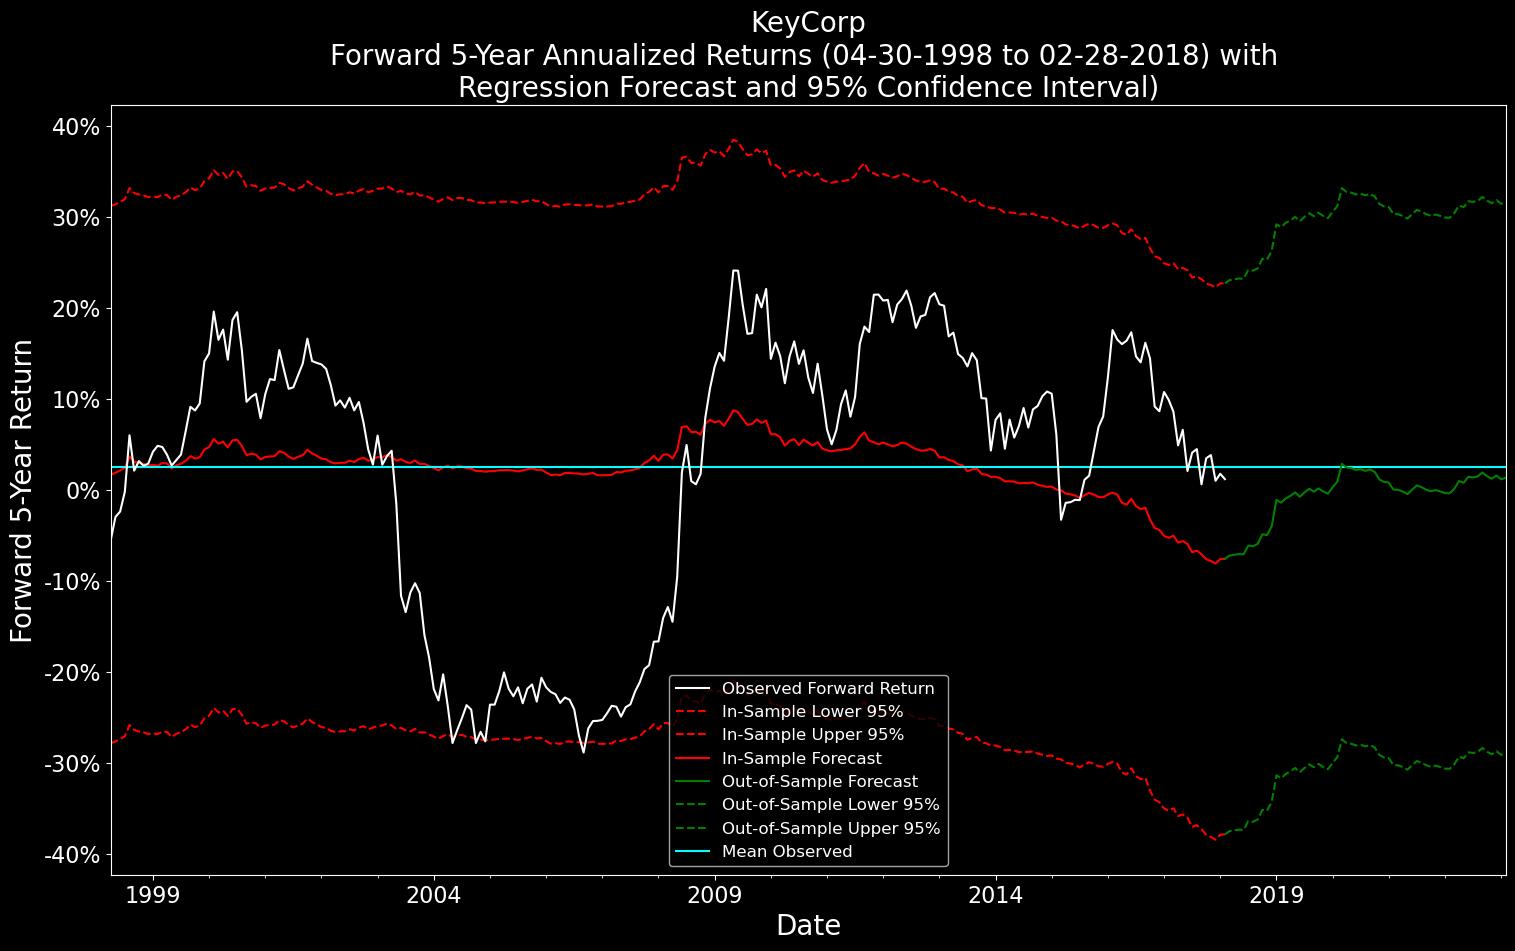 KeyCorp
Forward 5-Year Annualized Returns (04-30-1998 to 02-28-2018) with
Regression Forecast and 95% Confidence Interval)
Forward 5-Year Return
40%
30%
20%
10%
0%
-10%
-20%
-30%
-40%
Observed Forward Return
In-Sample Lower 95%
In-Sample Upper 95%
In-Sample Forecast
Out-of-Sample Forecast
Out-of-Sample Lower 95%
Out-of-Sample Upper 95%
Mean Observed
1999
2004
2009
2014
2019
Date